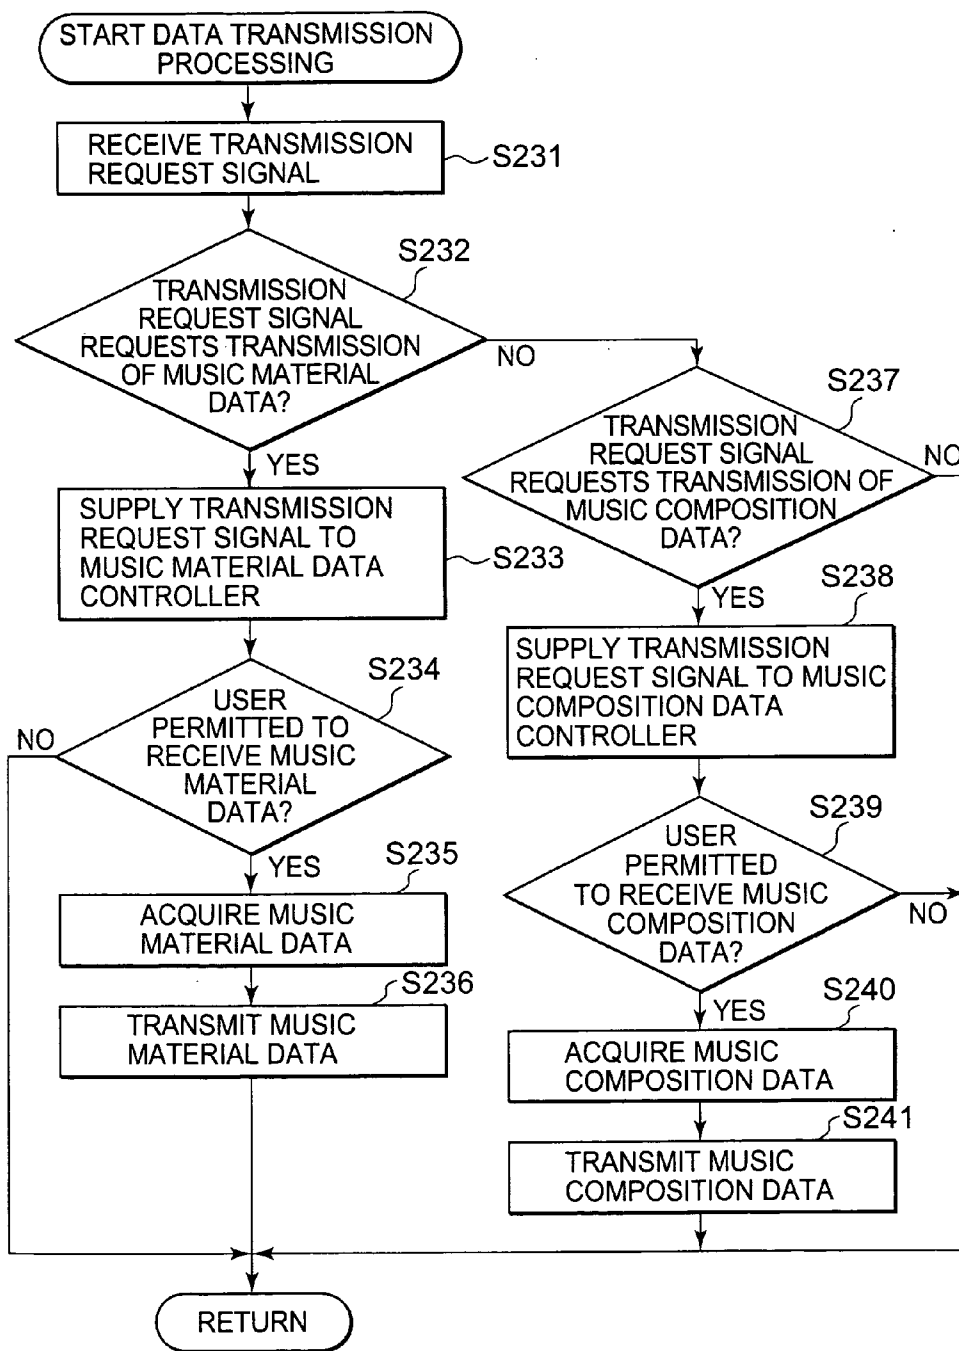 START DATA TRANSMISSION
PROCESSING
RECEIVE TRANSMISSION
REQUEST SIGNAL
S231
S232
TRANSMISSION
REQUEST SIGNAL
REQUESTS TRANSMISSION
OF MUSIC MATERIAL
DATA?
NO
YES
SUPPLY TRANSMISSION
REQUEST SIGNAL TO
MUSIC MATERIAL DATA
CONTROLLER
S233
S234
USER
PERMITTED TO
RECEIVE MUSIC
MATERIAL
DATA?
NO
YES
S235
ACQUIRE MUSIC
MATERIAL DATA
S236
TRANSMIT MUSIC
MATERIAL DATA
S237
TRANSMISSION
REQUEST SIGNAL
REQUESTS TRANSMISSION OF
MUSIC COMPOSITION
DATA?
NO
YES
S238
SUPPLY TRANSMISSION
REQUEST SIGNAL TO MUSIC
COMPOSITION DATA
CONTROLLER
S239
USER
PERMITTED
TO RECEIVE MUSIC
COMPOSITION
DATA?
NO
YES
S240
ACQUIRE MUSIC
COMPOSITION DATA
S241
TRANSMIT MUSIC
COMPOSITION DATA
RETURN